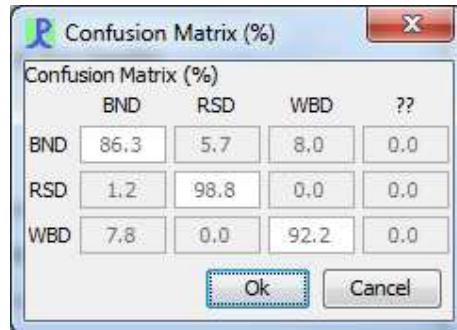 Confusion Matrix (%)
Confusion Matrix (%)
BND RSD WBD ??
BND 86.3 5.7 8.0 0.0
RSD 1.2 98.8 0.0 0.0
WBD 7.8 0.0 92.2 0.0
Ok Cancel